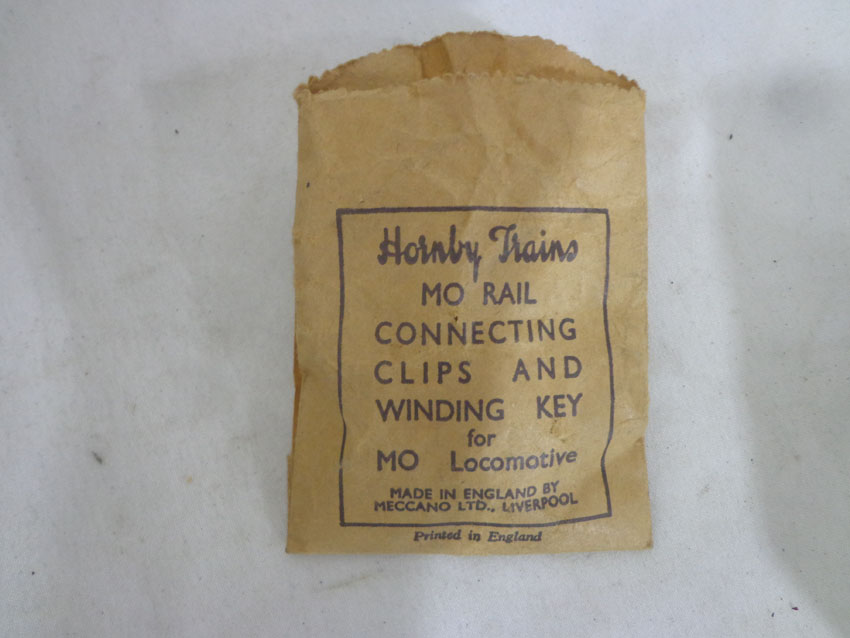 Hornby Trains
MO RAIL
CONNECTING
CLIPS AND
WINDING KEY
for
MO Locomotive
MADE IN ENGLAND BY
MECCANO LTD., LIVERPOOL
Printed in England